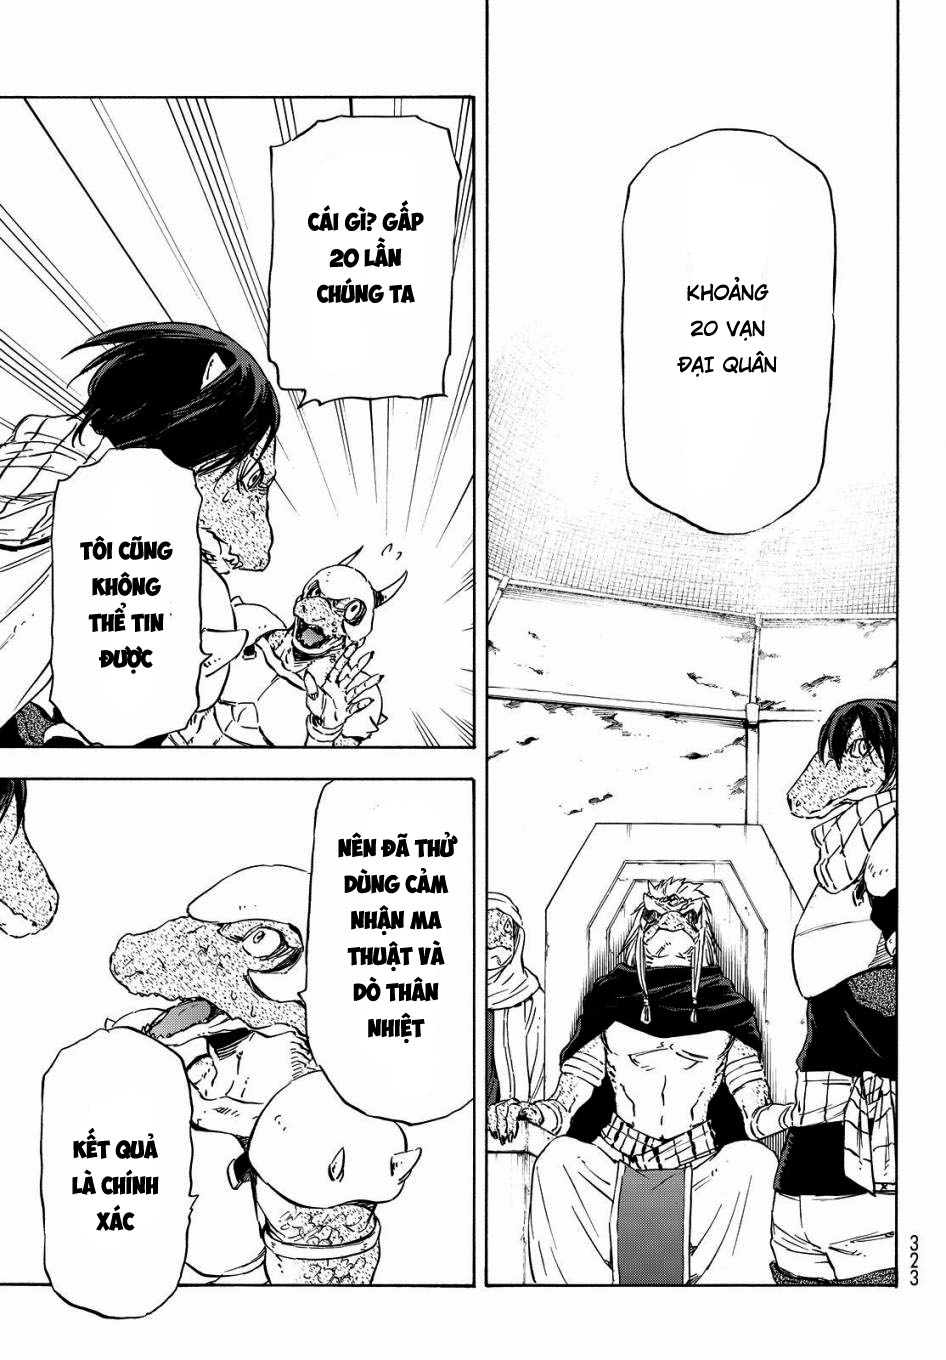 KHOẢNG
20 VẠN
ĐẠI QUÂN
CÁI GÌ? GẤP
20 LẦN
CHÚNG TA
TÔI CŨNG
KHÔNG
THỂ TIN
ĐƯỢC
NÊN ĐÃ THỬ
DÙNG CẢM
NHẬN MA
THUẬT VÀ
DÒ THÂN
NHIỆT
KẾT QUẢ
LÀ CHÍNH
XÁC
323